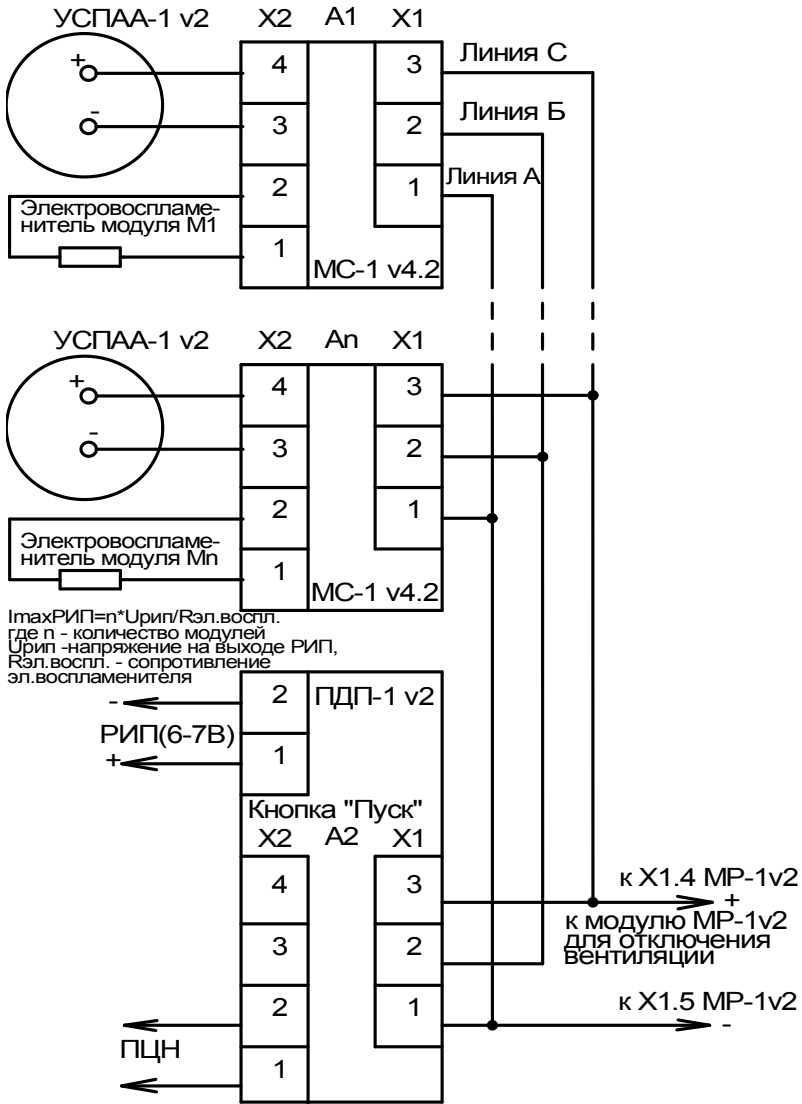 УСПАА-1 v2 X2 A1 X1
+ 4 3 Линия С
- 3 2 Линия Б
2 1 Линия А
Электровоспламе-
нитель модуля М1
1
МС-1 v4.2
УСПАА-1 v2 X2 An X1
+ 4 3
- 3 2
2 1
Электровоспламе-
нитель модуля Mn
1
МС-1 v4.2
ImaxРИП=n*Uрип/Rэл.воспл.
где n - количество модулей
Uрип -напряжение на выходе РИП,
Rэл.воспл. - сопротивление
эл.воспламенителя
- 2 ПДП-1 v2
РИП(6-7В)
+ 1
Кнопка "Пуск"
X2 A2 X1
4 3 к X1.4 МР-1v2
+
к модулю МР-1v2
для отключения
вентиляции
3 2
2 1 к X1.5 МР-1v2
-
ПЦН
1